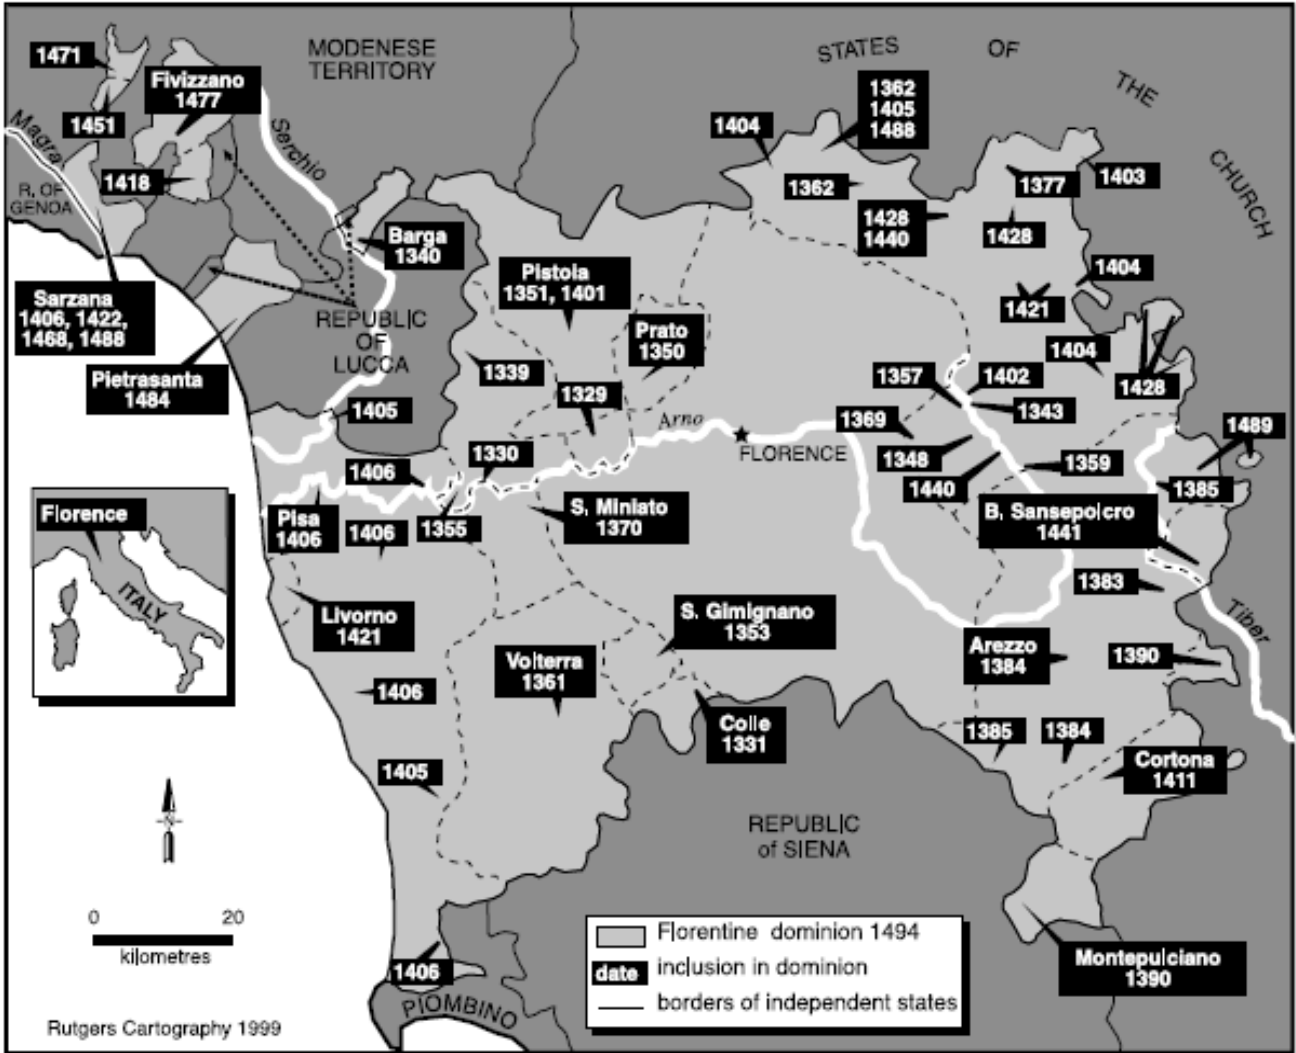 MODENESE
TERRITORY
STATES OF THE CHURCH
1471
Fivizzano
1477
1451
Magra
Serchio
1418
R. OF
GENOA
1362
1405
1488
1404
1362
1377
1403
1428
1440
1428
Barga
1340
1404
Pistoia
1351, 1401
1421
Sarzana
1406, 1422,
1468, 1488
REPUBLIC
OF
LUCCA
Prato
1350
1404
Pietrasanta
1484
1339
1357
1402
1428
1329
1343
1405
1369
Arno
FLORENCE
1489
1348
1330
1359
1406
1440
1385
Florence
Pisa
1406
1406
1355
S. Miniato
1370
B. Sansepolcro
1441
ITALY
1383
Livorno
1421
S. Gimignano
1353
Tiber
Volterra
1361
Arezzo
1384
1390
1406
Colle
1331
1385
1384
1405
Cortona
1411
REPUBLIC
of SIENA
0 20
kilometres
Florentine dominion 1494
date inclusion in dominion
borders of independent states
1406
Montepulciano
1390
PIOMBINO
Rutgers Cartography 1999
N